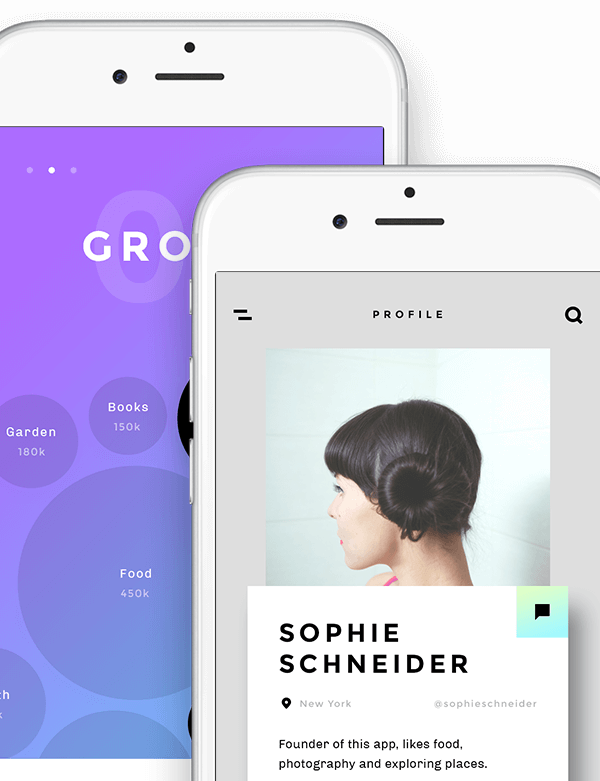 0
GRO
Books
150k
Garden
180k
Food
450k
th
k
PROFILE
SOPHIE
SCHNEIDER
New York @sophieschneider
Founder of this app, likes food,
photography and exploring places.